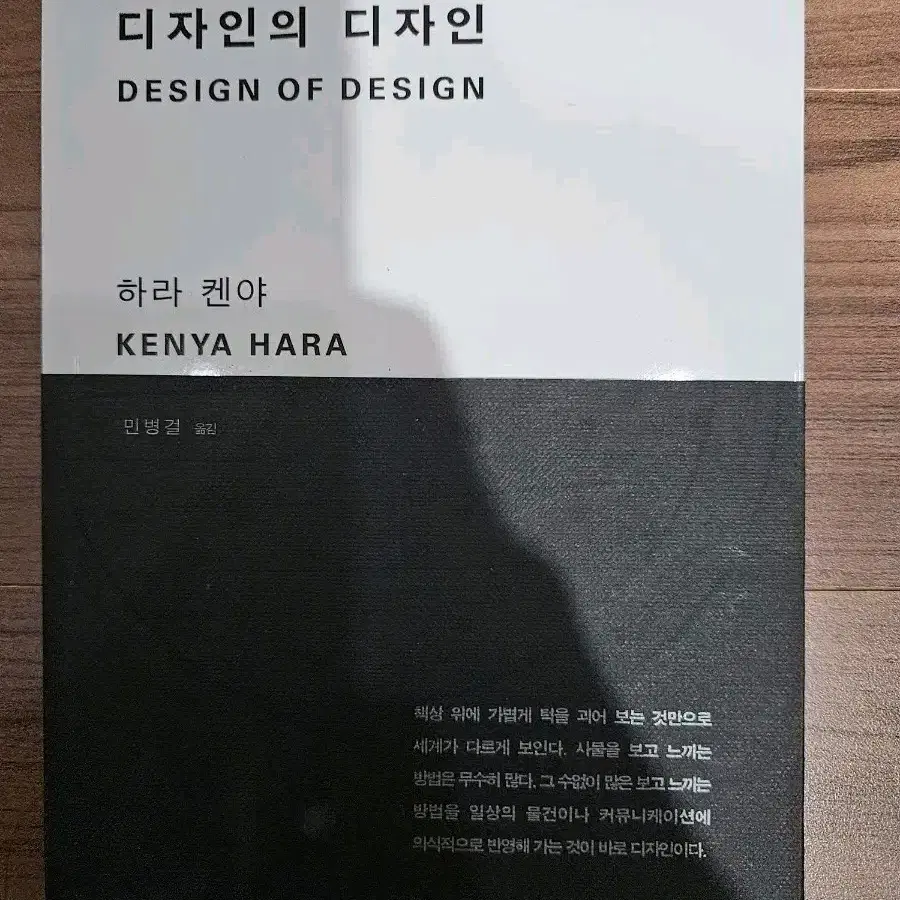 디자인의 디자인
DESIGN OF DESIGN
하라 켄야
KENYA HARA
민병걸 옮김
책상 위에 가볍게 턱을 괴어 보는 것만으로
세계가 다르게 보인다. 사물을 보고 느끼는
방법은 무수히 많다. 그 수없이 많은 보고 느끼는
방법을 일상의 물건이나 커뮤니케이션에
의식적으로 반영해 가는 것이 바로 디자인이다.